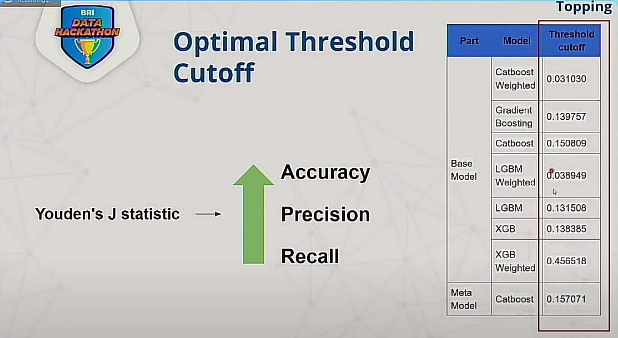 Topping
BRI
DATA
HACKATHON
Optimal Threshold
Cutoff
Youden's J statistic
Accuracy
Precision
Recall
Part Model Threshold
cutoff
Base
Model
Catboost
Weighted
0.031030
Gradient
Boosting
0.139757
Catboost 0.150809
LGBM
Weighted
0.038949
LGBM 0.131508
XGB 0.138385
XGB
Weighted
0.456518
Meta
Model
Catboost 0.157071